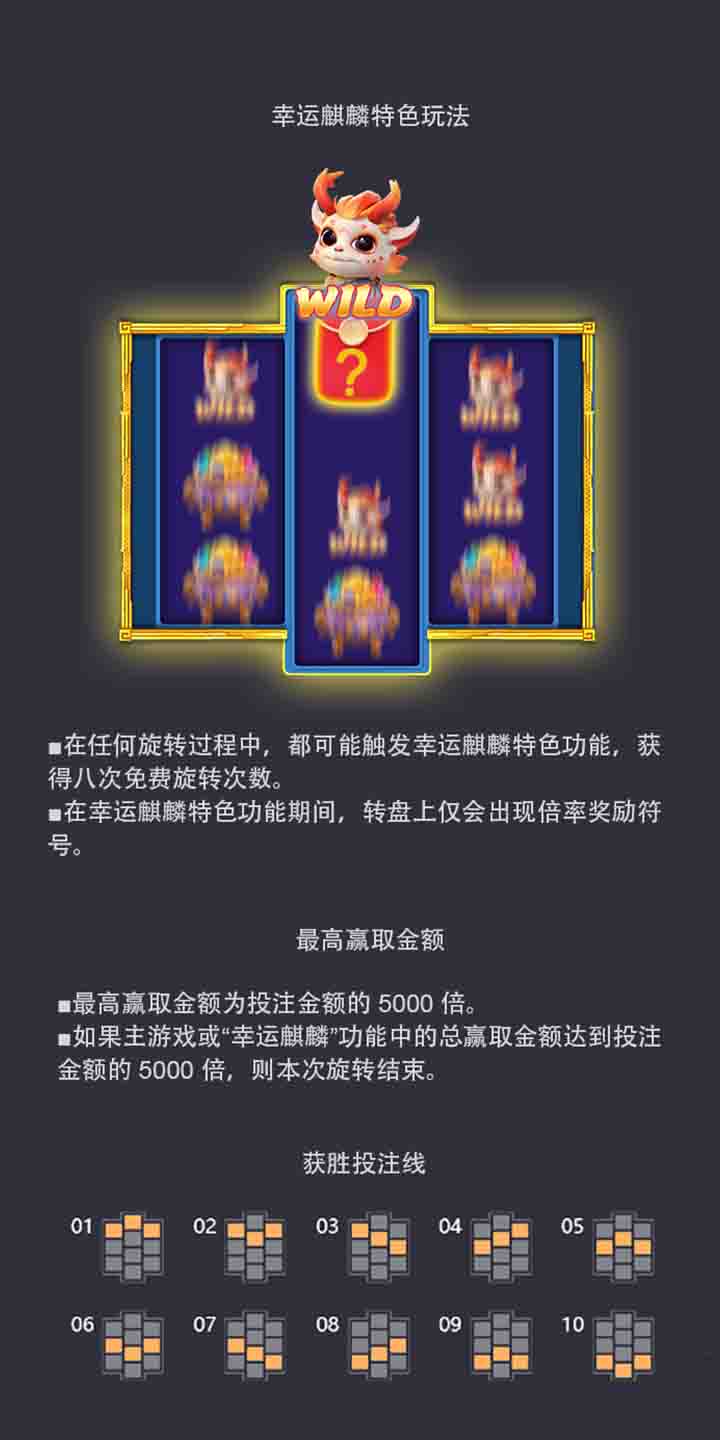 幸运麒麟特色玩法
WILD
?
WILD
WILD
WILD
WILD
■在任何旋转过程中，都可能触发幸运麒麟特色功能，获
得八次免费旋转次数。
■在幸运麒麟特色功能期间，转盘上仅会出现倍率奖励符
号。
最高赢取金额
■最高赢取金额为投注金额的 5000 倍。
■如果主游戏或“幸运麒麟”功能中的总赢取金额达到投注
金额的 5000 倍，则本次旋转结束。
获胜投注线
01 02 03 04 05
06 07 08 09 10